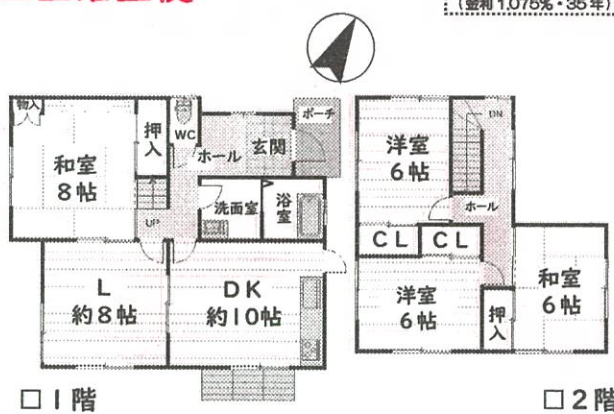 (金利1,075%・35年)
物入
押入
WC
ホール
玄関
ポーチ
和室
8帖
UP
洗面室
浴室
L
約8帖
DK
約10帖
□1階
洋室
6帖
DN
ホール
CL
CL
洋室
6帖
押入
和室
6帖
□2階